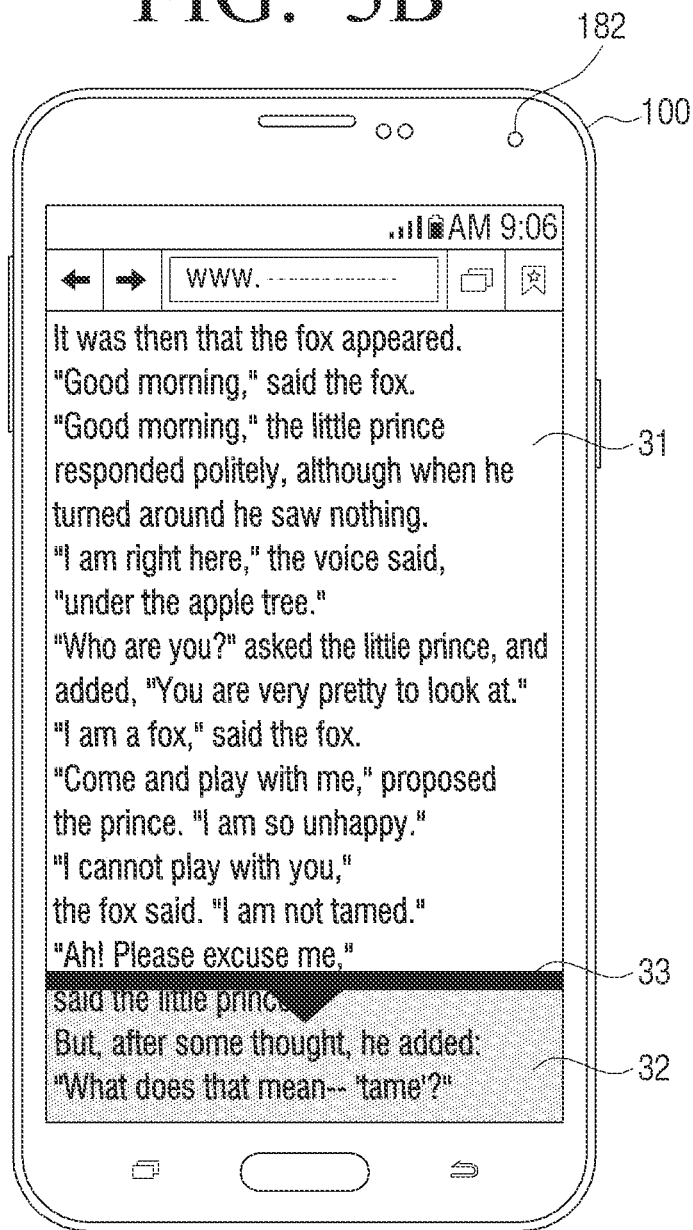 FIG. 3B
182
100
AM 9:06
www.
It was then that the fox appeared.
"Good morning," said the fox.
"Good morning," the little prince
31
responded politely, although when he
turned around he saw nothing.
"I am right here," the voice said,
"under the apple tree."
"Who are you?" asked the little prince, and
added, "You are very pretty to look at."
"I am a fox," said the fox.
"Come and play with me," proposed
the prince. "I am so unhappy."
"I cannot play with you,"
the fox said. "I am not tamed."
"Ah! Please excuse me,"
33
said the little prince
But, after some thought, he added:
32
"What does that mean-- 'tame'?"